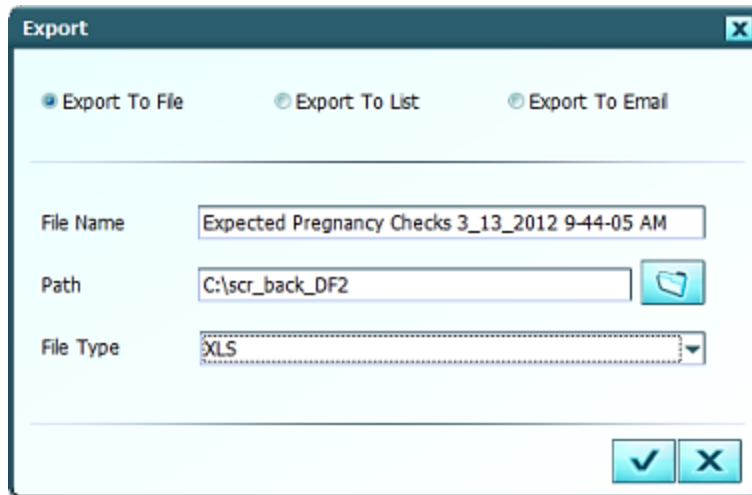 Export
Export To File Export To List Export To Email
File Name Expected Pregnancy Checks 3_13_2012 9-44-05 AM
Path C:\scr_back_DF2
File Type XLS